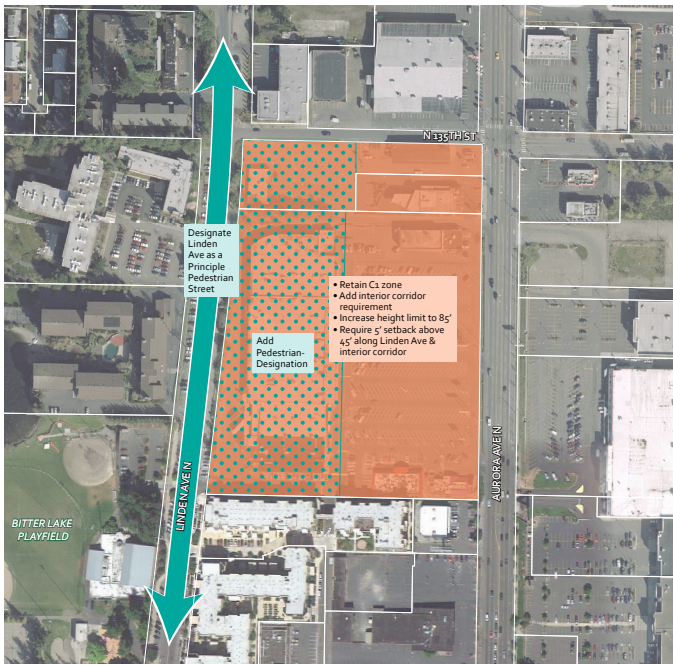 N 135TH ST
Designate
Linden
Ave as a
Principle
Pedestrian
Street
• Retain C1 zone
• Add interior corridor
requirement
• Increase height limit to 85'
• Require 5' setback above
45' along Linden Ave &
interior corridor
Add
Pedestrian-
Designation
LINDEN AVE N
AURORA AVE N
BITTER LAKE
PLAYFIELD